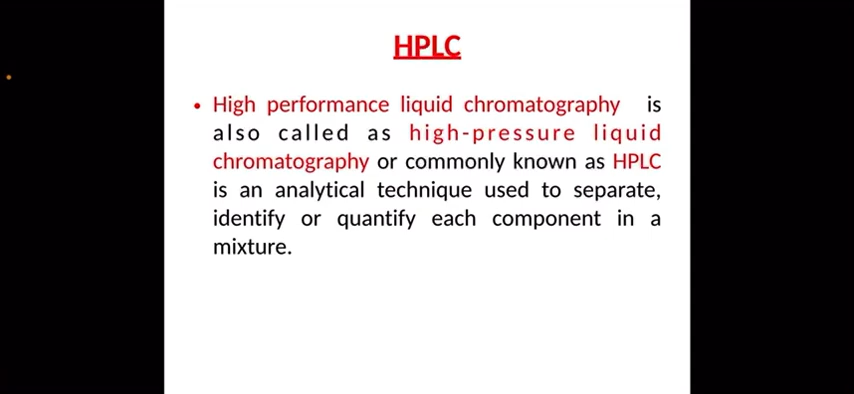 HPLC
• High performance liquid chromatography is
also called as high-pressure liquid
chromatography or commonly known as HPLC
is an analytical technique used to separate,
identify or quantify each component in a
mixture.